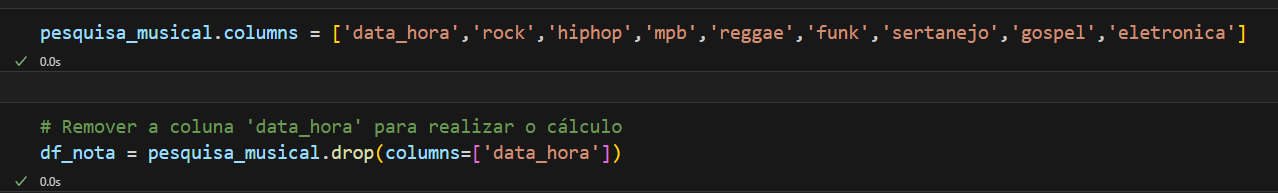 pesquisa_musical.columns = ['data_hora','rock','hiphop','mpb','reggae','funk','sertanejo','gospel','eletronica']
✓ 0.0s
# Remover a coluna 'data_hora' para realizar o cálculo
df_nota = pesquisa_musical.drop(columns=['data_hora'])
✓ 0.0s